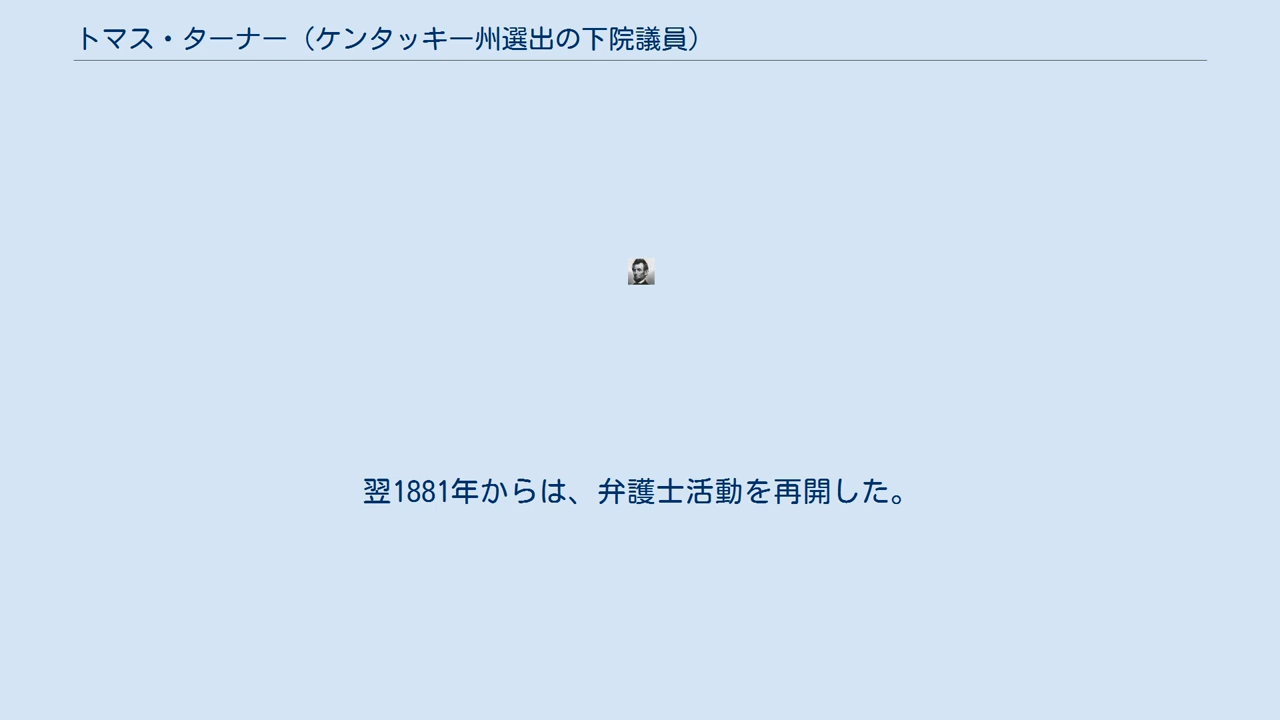 トマス・ターナー（ケンタッキー州選出の下院議員）
翌1881年からは、弁護士活動を再開した。